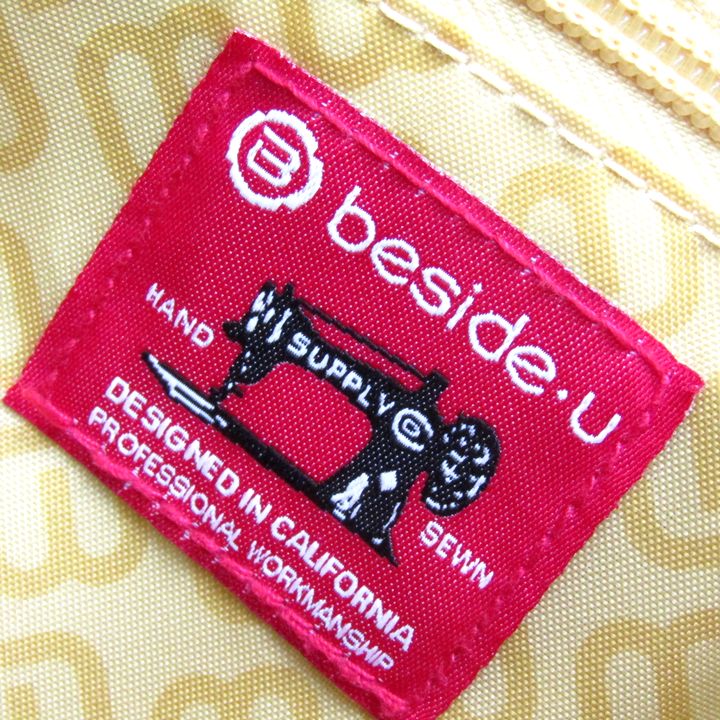 B
beside.u
HAND
SUPPLY
SEWN
DESIGNED IN CALIFORNIA
PROFESSIONAL WORKMANSHIP